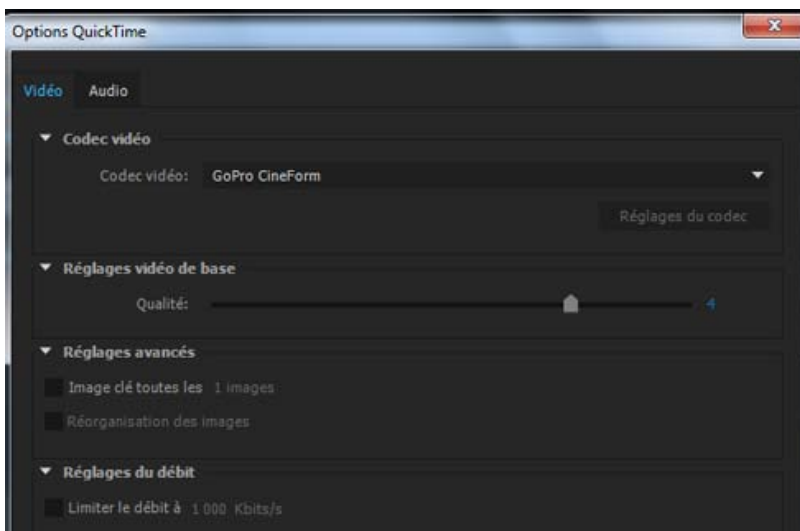 Options QuickTime
Vidéo Audio
Codec vidéo
Codec vidéo: GoPro CineForm
Réglages du codec
Réglages vidéo de base
Qualité: 4
Réglages avancés
Image clé toutes les 1 images
Réorganisation des images
Réglages du débit
Limiter le débit à 1 000 Kbits/s